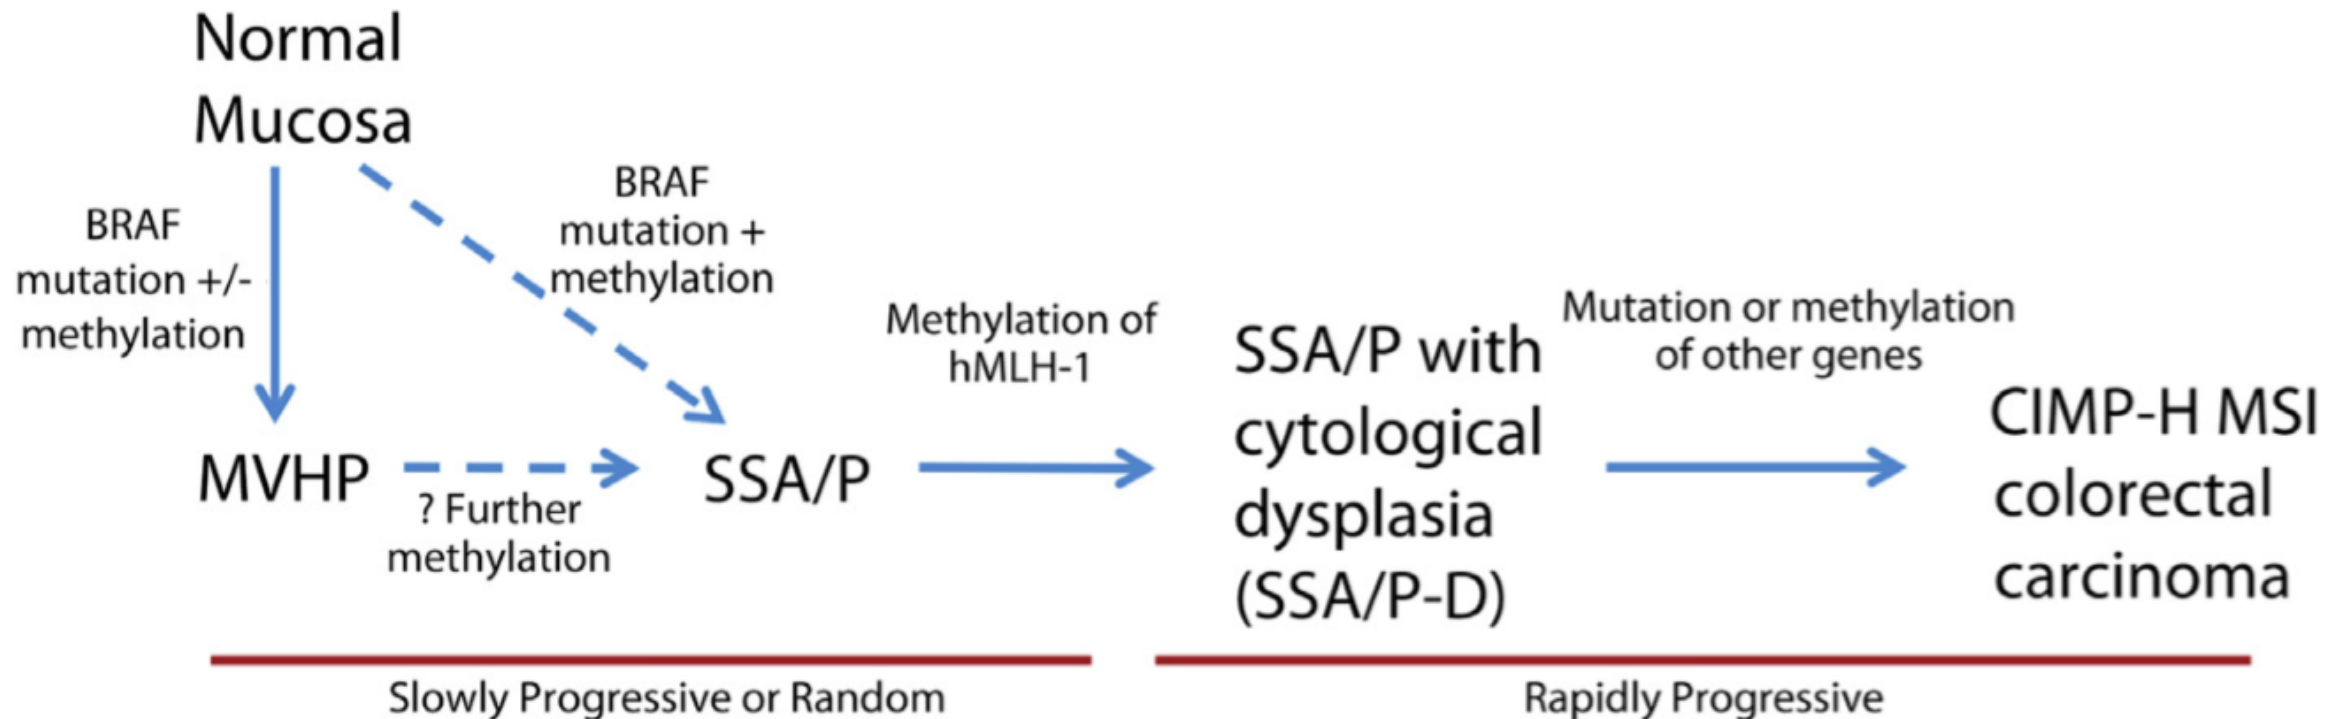 Normal
Mucosa
BRAF
mutation +/-
methylation
BRAF
mutation +
methylation
MVHP
? Further
methylation
SSA/P
Methylation of
hMLH-1
SSA/P with
cytological
dysplasia
(SSA/P-D)
Mutation or methylation
of other genes
CIMP-H MSI
colorectal
carcinoma
Slowly Progressive or Random
Rapidly Progressive